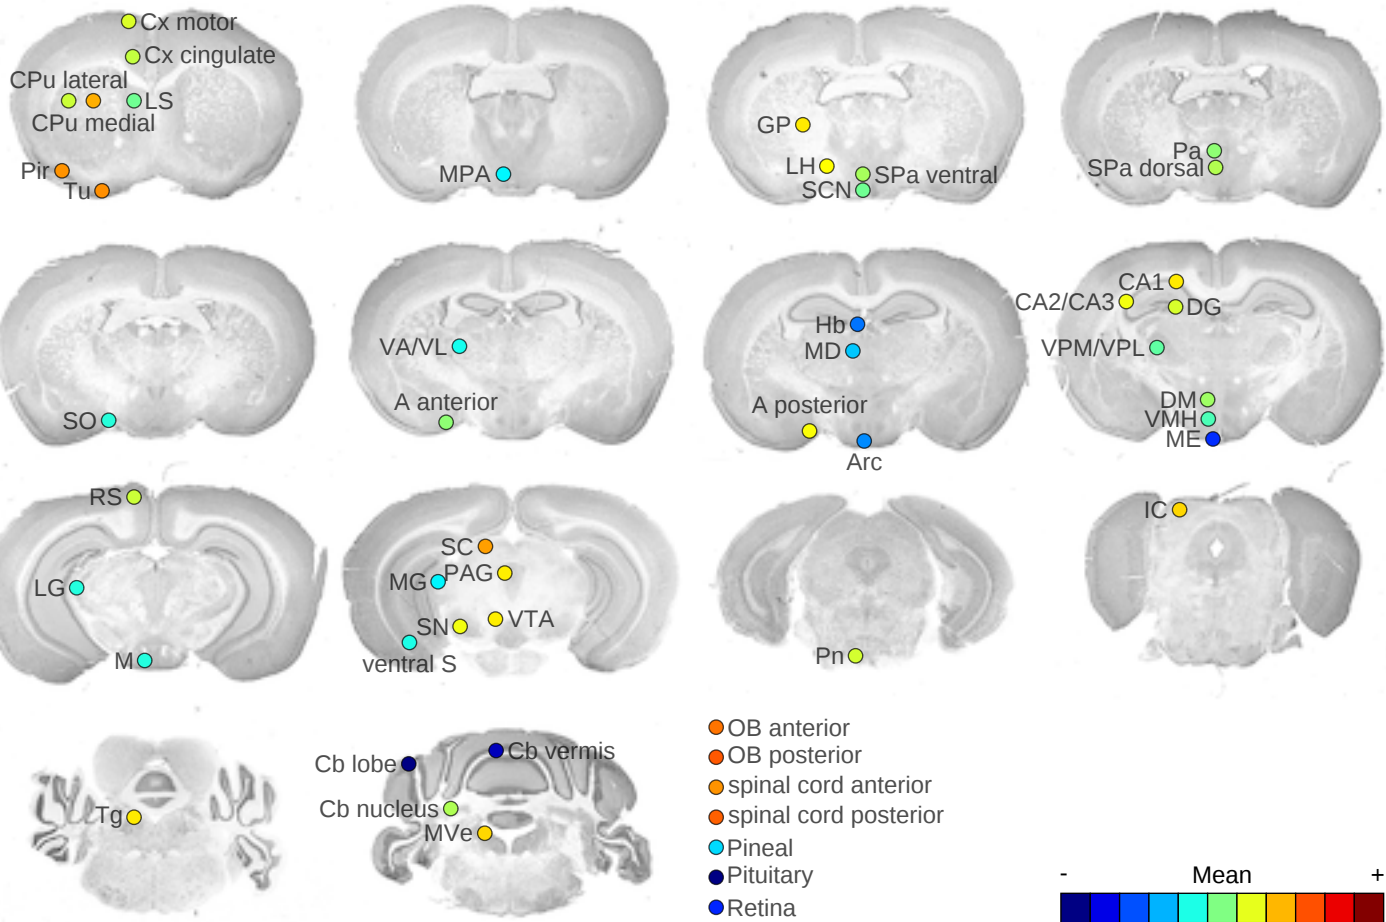 Cx motor
Cx cingulate
CPu lateral
LS
CPu medial
Pir
Tu
MPA
GP
LH
SPa ventral
SCN
Pa
SPa dorsal
SO
VA/VL
A anterior
Hb
MD
A posterior
Arc
CA1
CA2/CA3
DG
VPM/VPL
DM
VMH
ME
RS
LG
M
SC
MG
PAG
SN
VTA
ventral S
Pn
IC
Tg
Cb lobe
Cb vermis
Cb nucleus
MVe
OB anterior
OB posterior
spinal cord anterior
spinal cord posterior
Pineal
Pituitary
Retina
- Mean +